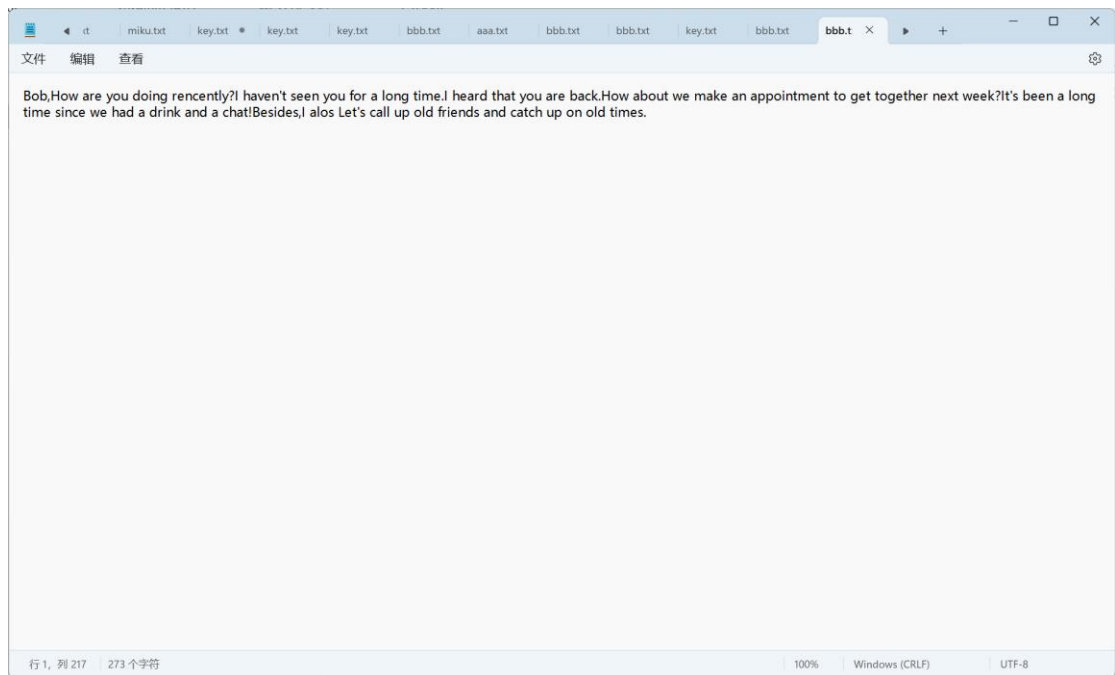 ct miku.txt key.txt key.txt key.txt bbb.txt aaa.txt bbb.txt bbb.txt key.txt bbb.txt bbb.t
文件 编辑 查看
Bob,How are you doing rencently?I haven't seen you for a long time.I heard that you are back.How about we make an appointment to get together next week?It's been a long
time since we had a drink and a chat!Besides,I alos Let's call up old friends and catch up on old times.
行 1, 列 217 273 个字符 100% Windows (CRLF) UTF-8